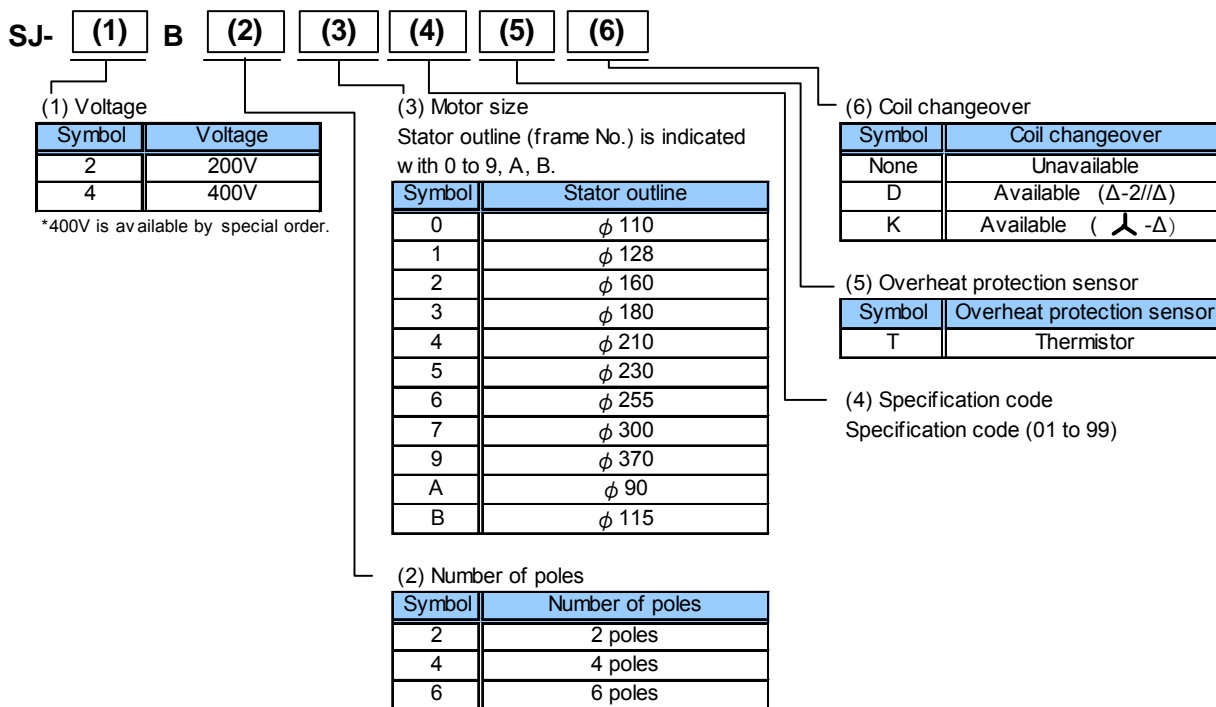 SJ- (1) B (2) (3) (4) (5) (6)
(1) Voltage
Symbol Voltage
2 200V
4 400V
*400V is available by special order.
(3) Motor size
Stator outline (frame No.) is indicated
with 0 to 9, A, B.
Symbol Stator outline
0 ϕ 110
1 ϕ 128
2 ϕ 160
3 ϕ 180
4 ϕ 210
5 ϕ 230
6 ϕ 255
7 ϕ 300
9 ϕ 370
A ϕ 90
B ϕ 115
(2) Number of poles
Symbol Number of poles
2 2 poles
4 4 poles
6 6 poles
(6) Coil changeover
Symbol Coil changeover
None Unavailable
D Available (Δ-2//Δ)
K Available ( 人 -Δ)
(5) Overheat protection sensor
Symbol Overheat protection sensor
T Thermistor
(4) Specification code
Specification code (01 to 99)